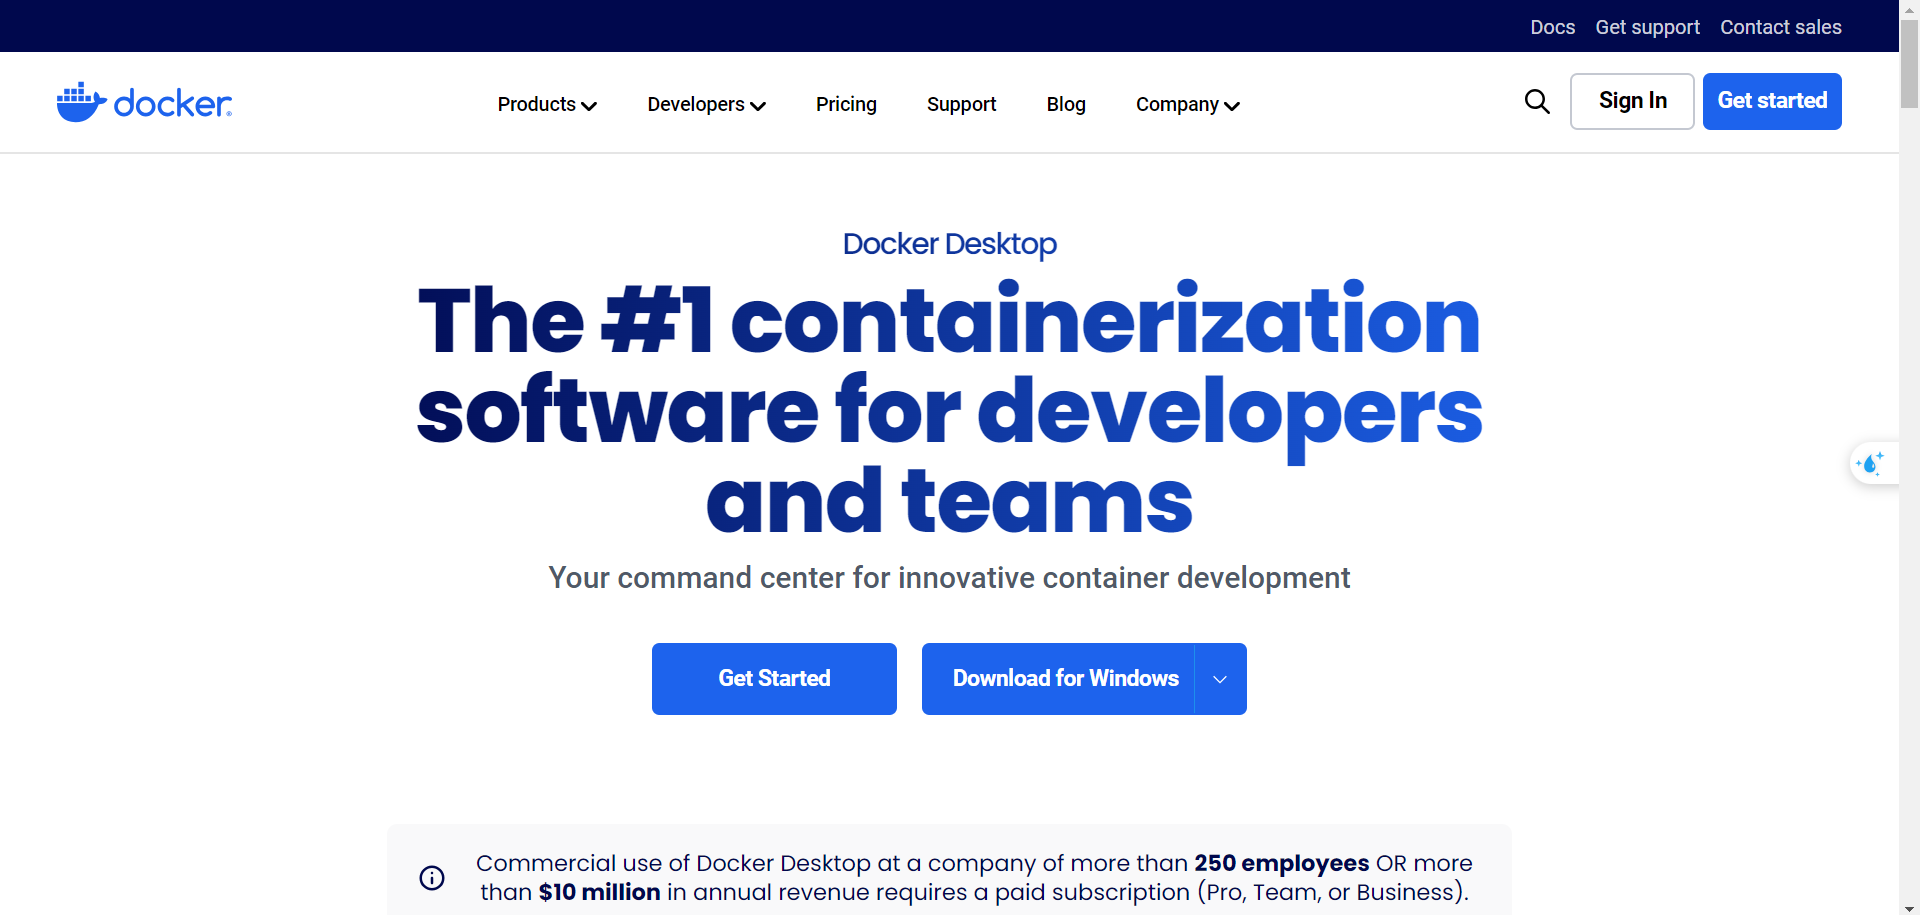 Docs Get support Contact sales
docker
Products Developers Pricing Support Blog Company Sign In Get started
Docker Desktop
The #1 containerization
software for developers
and teams
Your command center for innovative container development
Get Started Download for Windows
Commercial use of Docker Desktop at a company of more than 250 employees OR more
than $10 million in annual revenue requires a paid subscription (Pro, Team, or Business).